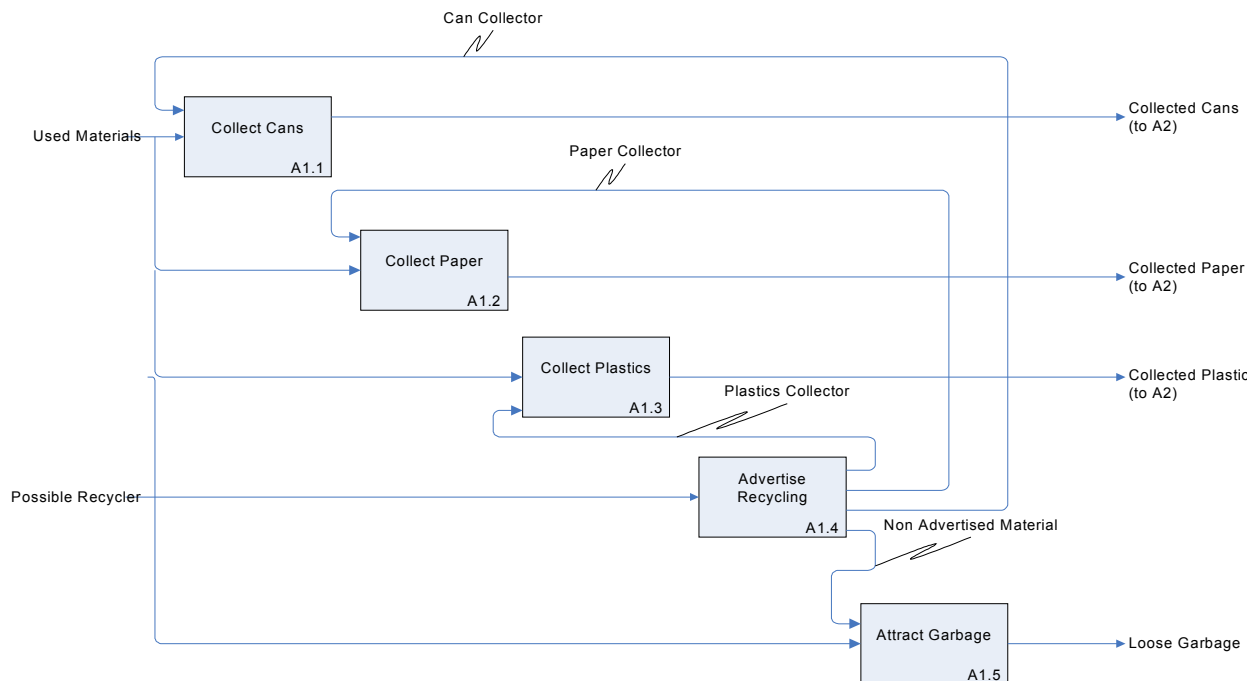 Can Collector
Collect Cans
A1.1
Used Materials
Collected Cans
(to A2)
Paper Collector
Collect Paper
A1.2
Collected Paper
(to A2)
Collect Plastics
A1.3
Collected Plastic
(to A2)
Plastics Collector
Possible Recycler
Advertise
Recycling
A1.4
Non Advertised Material
Attract Garbage
A1.5
Loose Garbage